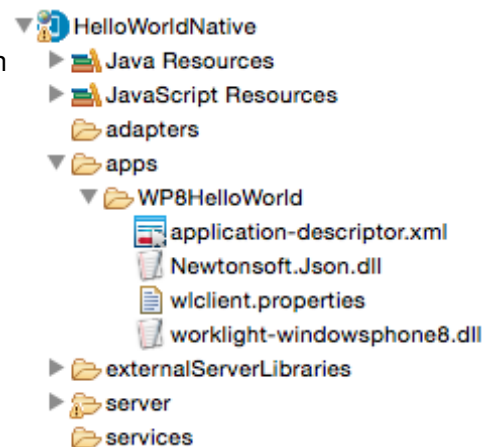 HelloWorldNative
n
Java Resources
JavaScript Resources
adapters
apps
WP8HelloWorld
application-descriptor.xml
Newtonsoft.Json.dll
wlclient.properties
worklight-windowsphone8.dll
externalServerLibraries
server
services